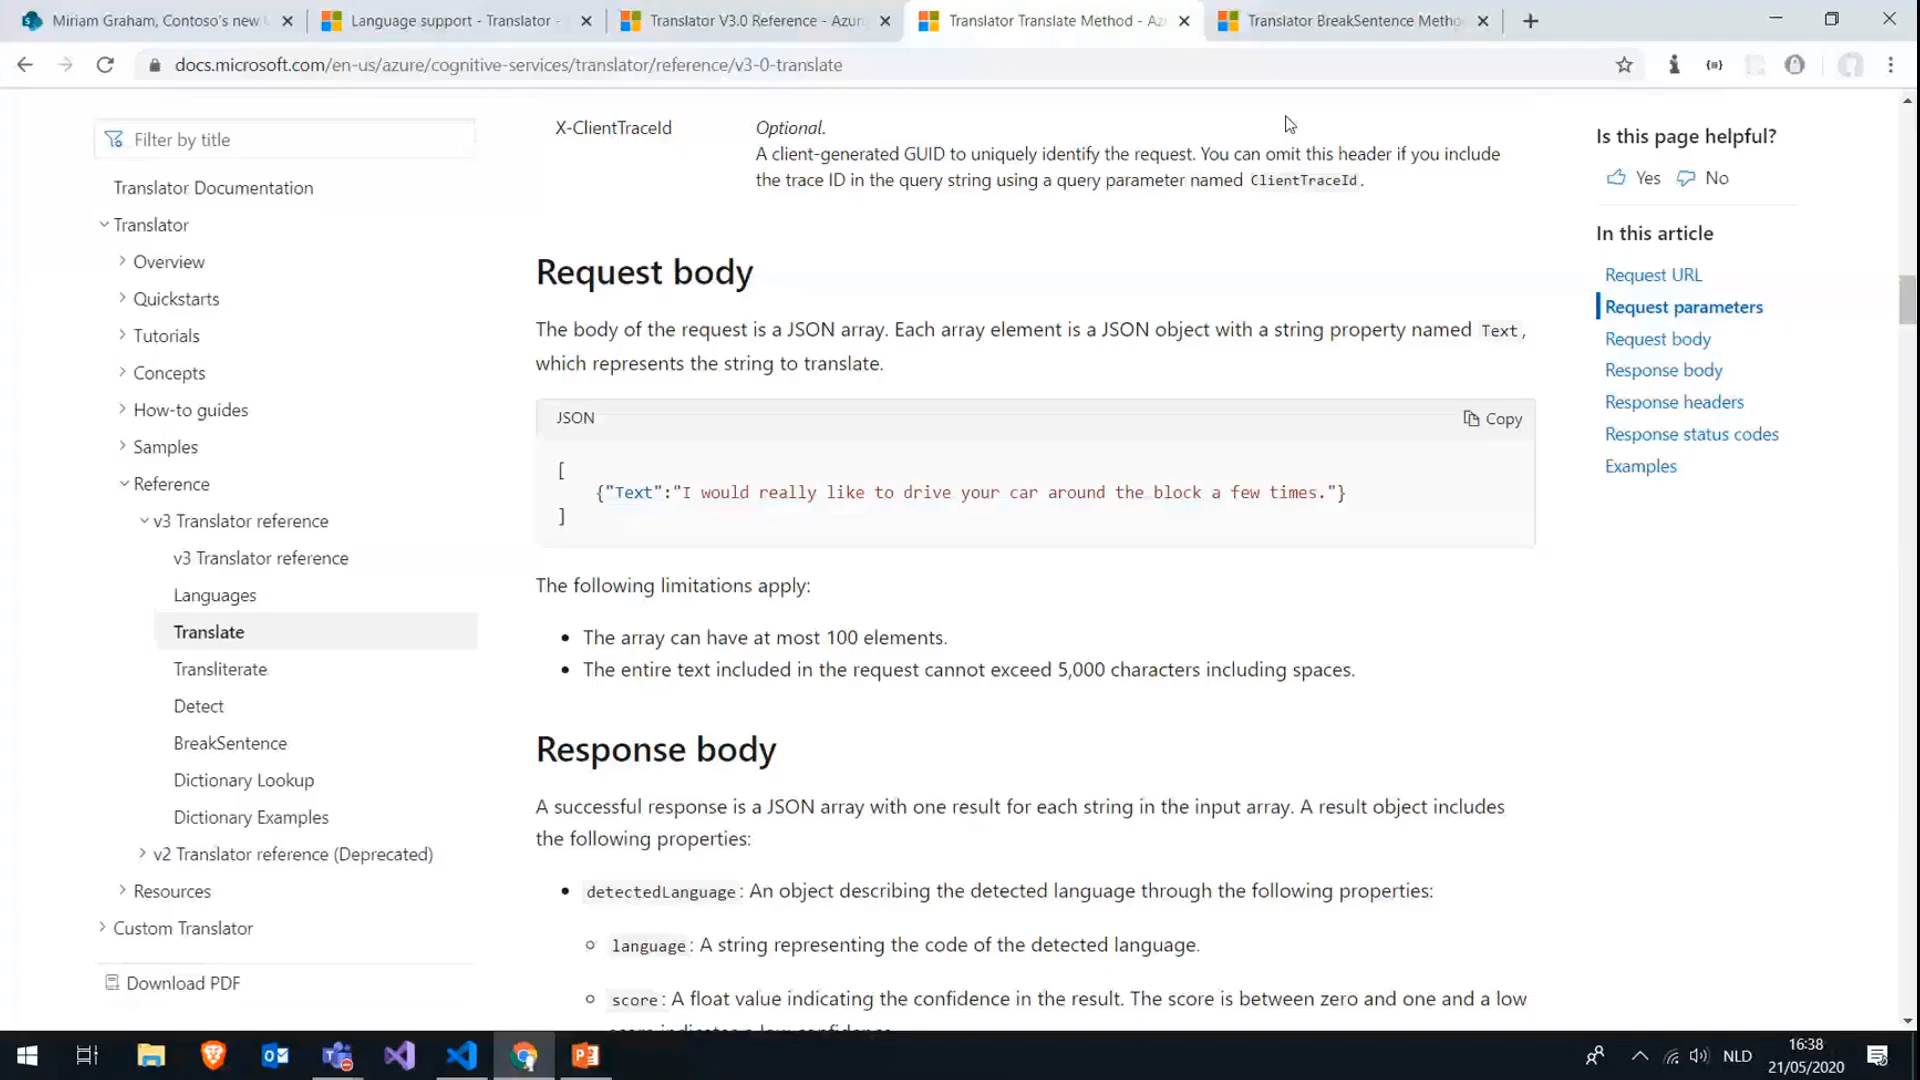 Miriam Graham, Contoso's new
Language support - Translator -
Translator V3.0 Reference - Azur
Translator Translate Method - Az
Translator BreakSentence Metho
docs.microsoft.com/en-us/azure/cognitive-services/translator/reference/v3-0-translate
Filter by title
Translator Documentation
Translator
Overview
Quickstarts
Tutorials
Concepts
How-to guides
Samples
Reference
v3 Translator reference
v3 Translator reference
Languages
Translate
Transliterate
Detect
BreakSentence
Dictionary Lookup
Dictionary Examples
v2 Translator reference (Deprecated)
Resources
Custom Translator
Download PDF
X-ClientTraceId
Optional.
A client-generated GUID to uniquely identify the request. You can omit this header if you include
the trace ID in the query string using a query parameter named ClientTraceId.
Request body
The body of the request is a JSON array. Each array element is a JSON object with a string property named Text,
which represents the string to translate.
JSON
Copy
[
{"Text":"I would really like to drive your car around the block a few times."}
]
The following limitations apply:
• The array can have at most 100 elements.
• The entire text included in the request cannot exceed 5,000 characters including spaces.
Response body
A successful response is a JSON array with one result for each string in the input array. A result object includes
the following properties:
• detectedLanguage: An object describing the detected language through the following properties:
○ language: A string representing the code of the detected language.
○ score: A float value indicating the confidence in the result. The score is between zero and one and a low
Is this page helpful?
Yes No
In this article
Request URL
Request parameters
Request body
Response body
Response headers
Response status codes
Examples
NLD
16:38
21/05/2020